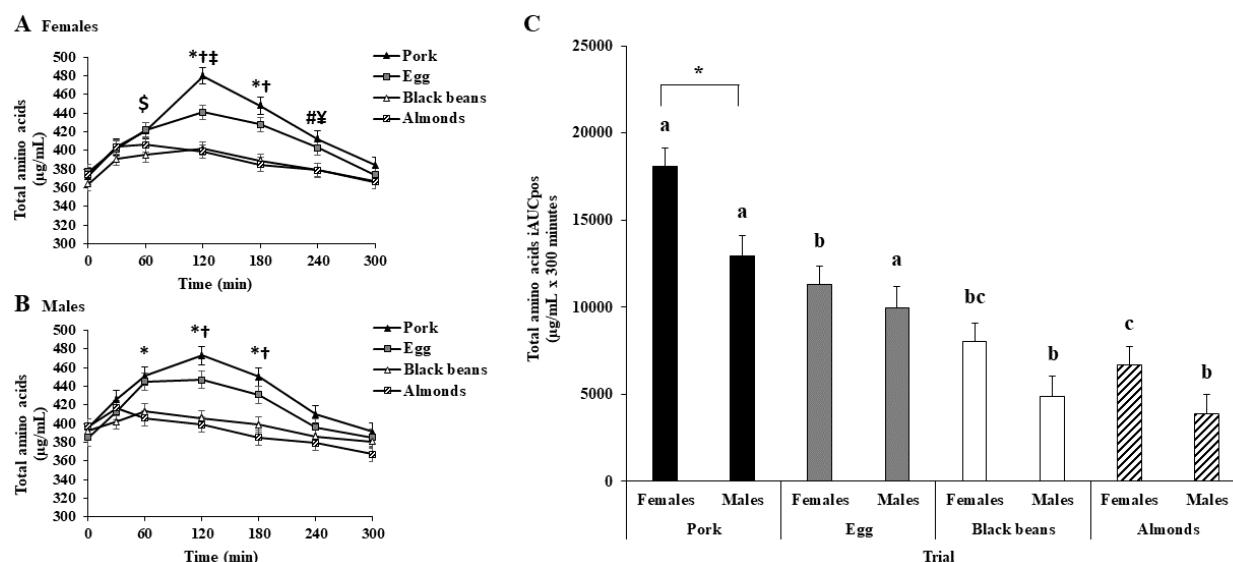 A Females
Total amino acids
(µg/mL)
500
480
460
440
420
400
380
360
340
320
300
$
*†‡
*†
#¥
Pork
Egg
Black beans
Almonds
0 60 120 180 240 300
Time (min)
B Males
Total amino acids
(µg/mL)
500
480
460
440
420
400
380
360
340
320
300
*
*†
*†
Pork
Egg
Black beans
Almonds
0 60 120 180 240 300
Time (min)
C
Total amino acids iAUCpos
(µg/mL x 300 minutes
25000
20000
15000
10000
5000
0
*
a
a
b
a
bc
b
c
b
Females Males Females Males Females Males Females Males
Pork Egg Black beans Almonds
Trial